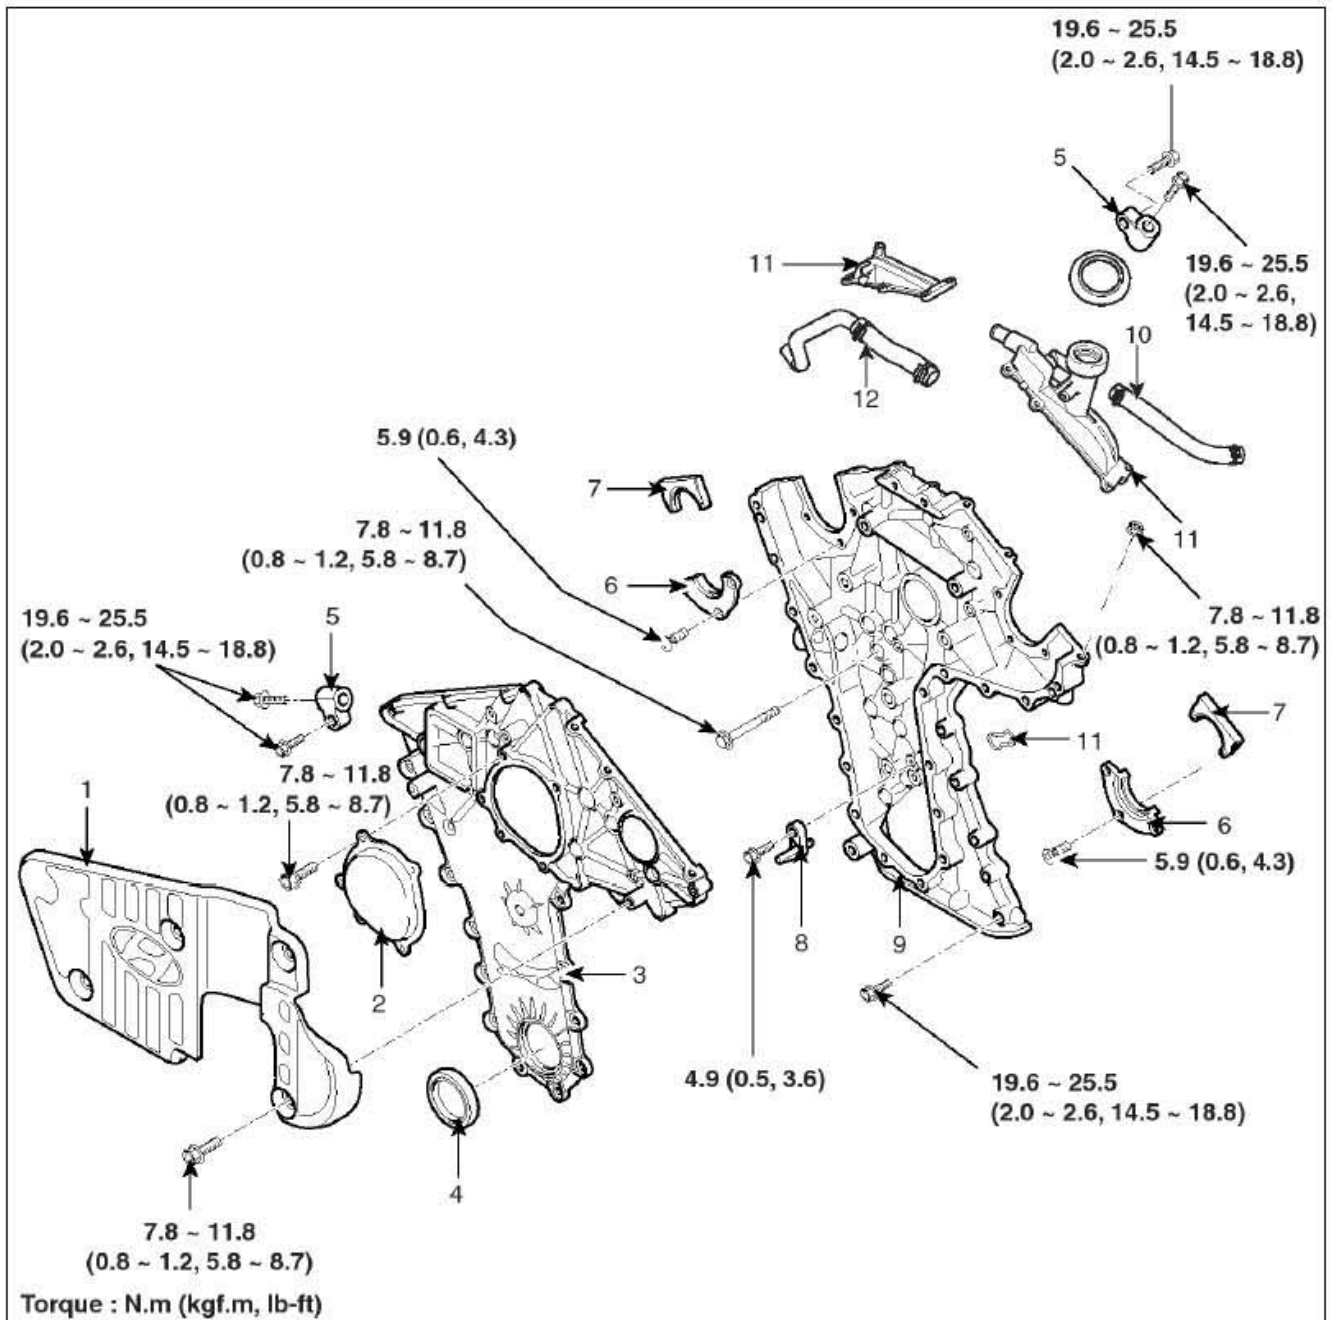 19.6 ~ 25.5
(2.0 ~ 2.6, 14.5 ~ 18.8)
5
11
19.6 ~ 25.5
(2.0 ~ 2.6,
14.5 ~ 18.8)
10
12
5.9 (0.6, 4.3)
7
7.8 ~ 11.8
(0.8 ~ 1.2, 5.8 ~ 8.7)
11
6
19.6 ~ 25.5
(2.0 ~ 2.6, 14.5 ~ 18.8)
5
7.8 ~ 11.8
(0.8 ~ 1.2, 5.8 ~ 8.7)
7
11
7.8 ~ 11.8
(0.8 ~ 1.2, 5.8 ~ 8.7)
1
6
5.9 (0.6, 4.3)
8
9
3
2
4.9 (0.5, 3.6)
19.6 ~ 25.5
(2.0 ~ 2.6, 14.5 ~ 18.8)
4
7.8 ~ 11.8
(0.8 ~ 1.2, 5.8 ~ 8.7)
Torque : N.m (kgf.m, lb-ft)